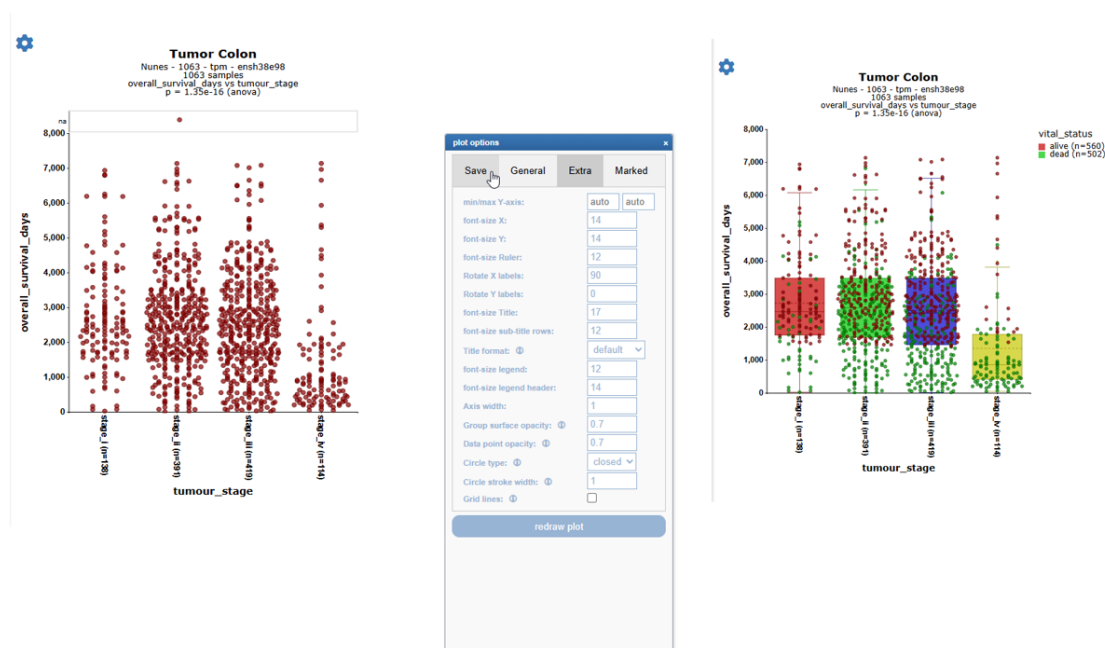 Tumor Colon
Nunes - 1063 - tpm - ensh38e98
1063 samples
overall_survival_days vs tumour_stage
p = 1.35e-16 (anova)
na
8,000
7,000
6,000
5,000
4,000
3,000
2,000
1,000
0
overall_survival_days
stage_i (n=138)
stage_ii (n=391)
stage_iii (n=419)
stage_iv (n=114)
tumour_stage
plot options
x
Save General Extra Marked
min/max Y-axis: auto auto
font-size X: 14
font-size Y: 14
font-size Ruler: 12
Rotate X labels: 90
Rotate Y labels: 0
font-size Title: 17
font-size sub-title rows: 12
Title format: default
font-size legend: 12
font-size legend header: 14
Axis width: 1
Group surface opacity: 0.7
Data point opacity: 0.7
Circle type: closed
Circle stroke width: 1
Grid lines:
redraw plot
Tumor Colon
Nunes - 1063 - tpm - ensh38e98
1063 samples
overall_survival_days vs tumour_stage
p = 1.35e-16 (anova)
8,000
7,000
6,000
5,000
4,000
3,000
2,000
1,000
0
overall_survival_days
stage_i (n=138)
stage_ii (n=391)
stage_iii (n=419)
stage_iv (n=114)
tumour_stage
vital_status
alive (n=560)
dead (n=502)